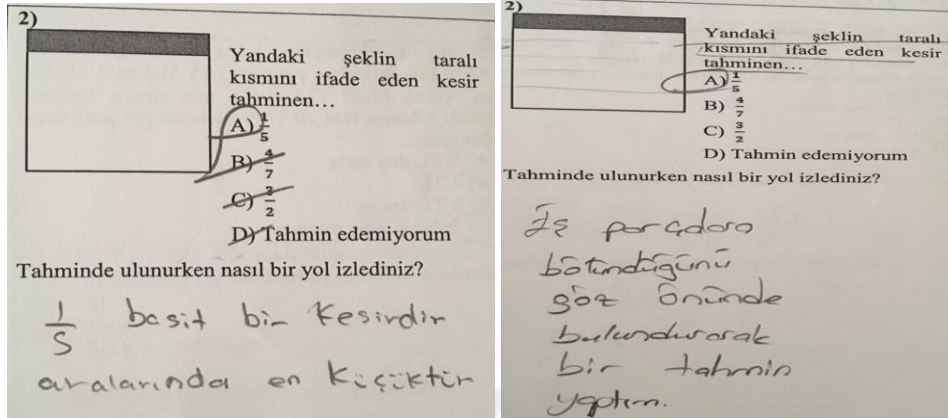 2)
Yandaki şeklin taralı
kısmını ifade eden kesir
tahminen...
A) 1/5
B) 4/7
C) 3/2
D) Tahmin edemiyorum
Tahminde ulunurken nasıl bir yol izlediniz?
1/5 basit bir kesirdir
aralarında en küçüktür
2)
Yandaki şeklin taralı
kısmını ifade eden kesir
tahminen...
A) 1/5
B) 4/7
C) 3/2
D) Tahmin edemiyorum
Tahminde ulunurken nasıl bir yol izlediniz?
Eş parçalara
bölündüğünü
göz önünde
bulundurarak
bir tahmin
yaptım.